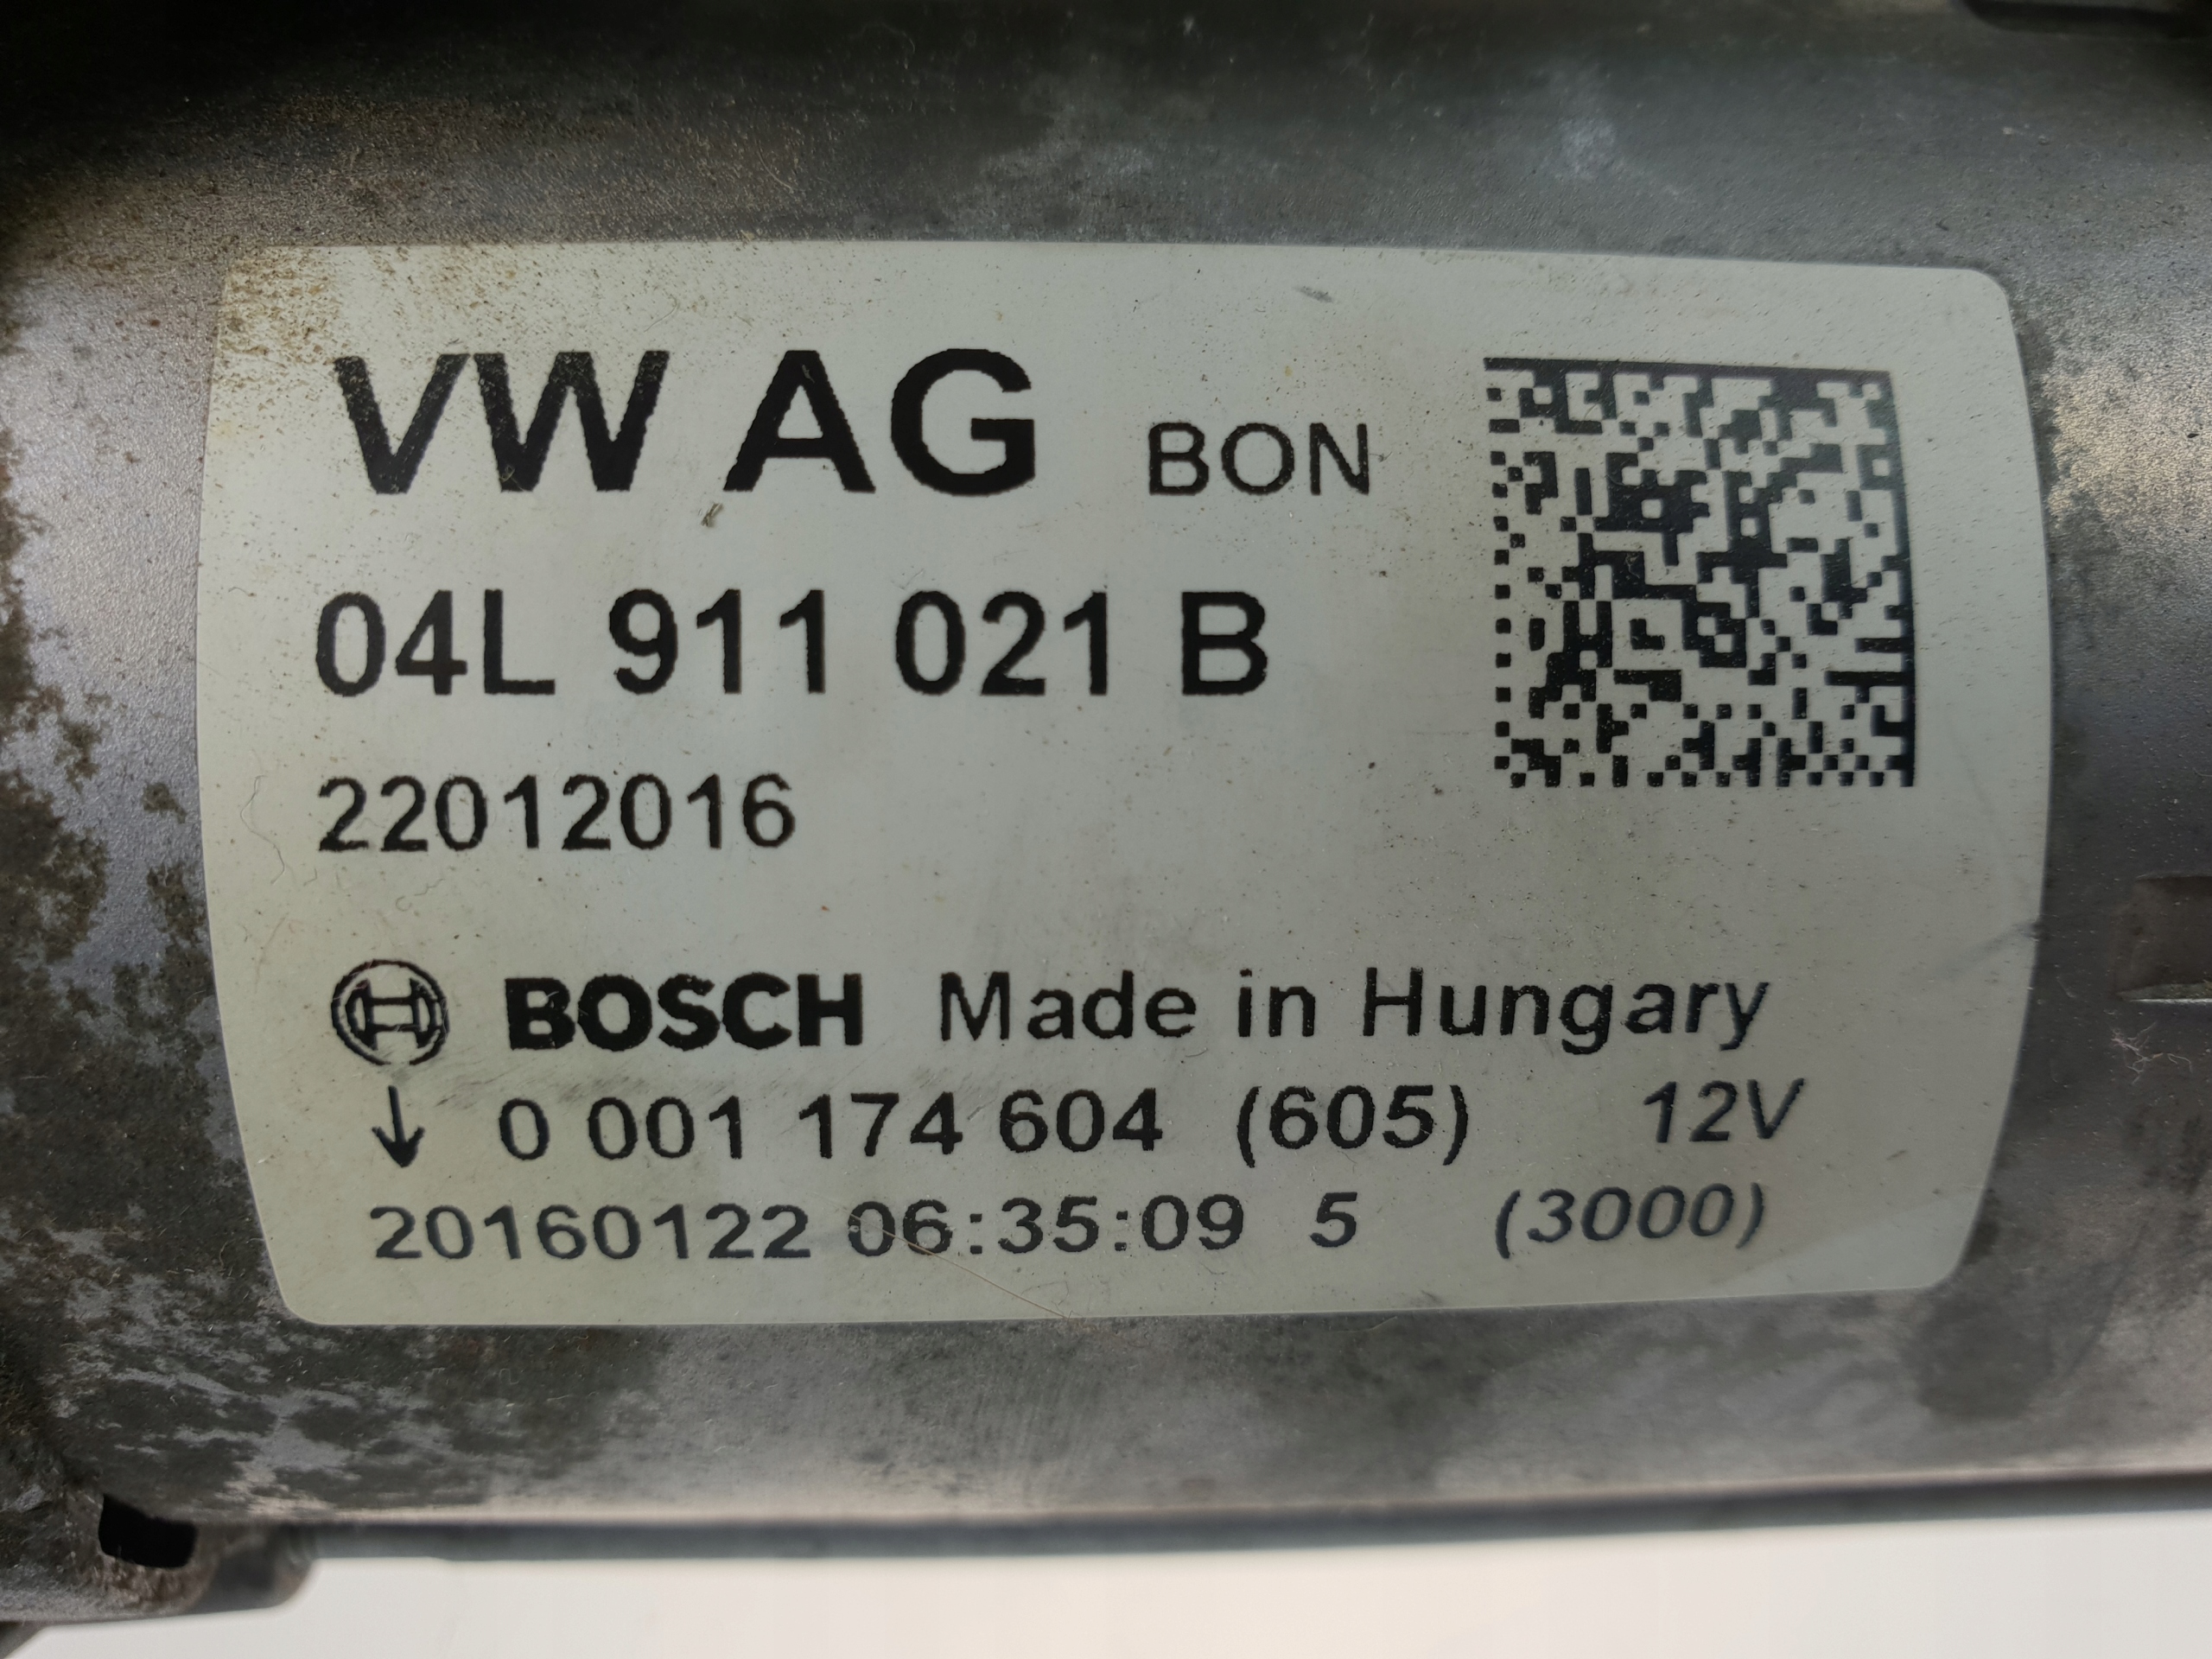 VW AG BON
04L 911 021 B
22012016
BOSCH Made in Hungary
↓ 0 001 174 604 (605) 12V
20160122 06:35:09 5 (3000)